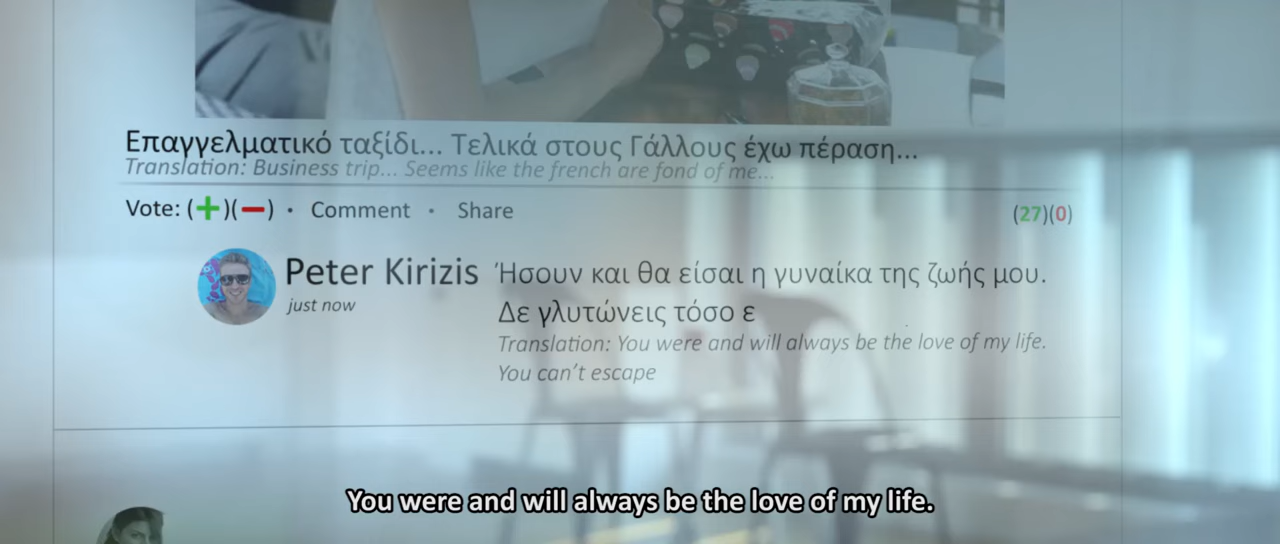 Επαγγελματικό ταξίδι... Τελικά στους Γάλλους έχω πέραση...
Translation: Business trip... Seems like the french are fond of me...
Vote: (+)(−) • Comment • Share (27)(0)
Peter Kirizis Ήσουν και θα είσαι η γυναίκα της ζωής μου.
just now Δε γλυτώνεις τόσο ε
Translation: You were and will always be the love of my life.
You can't escape
You were and will always be the love of my life.